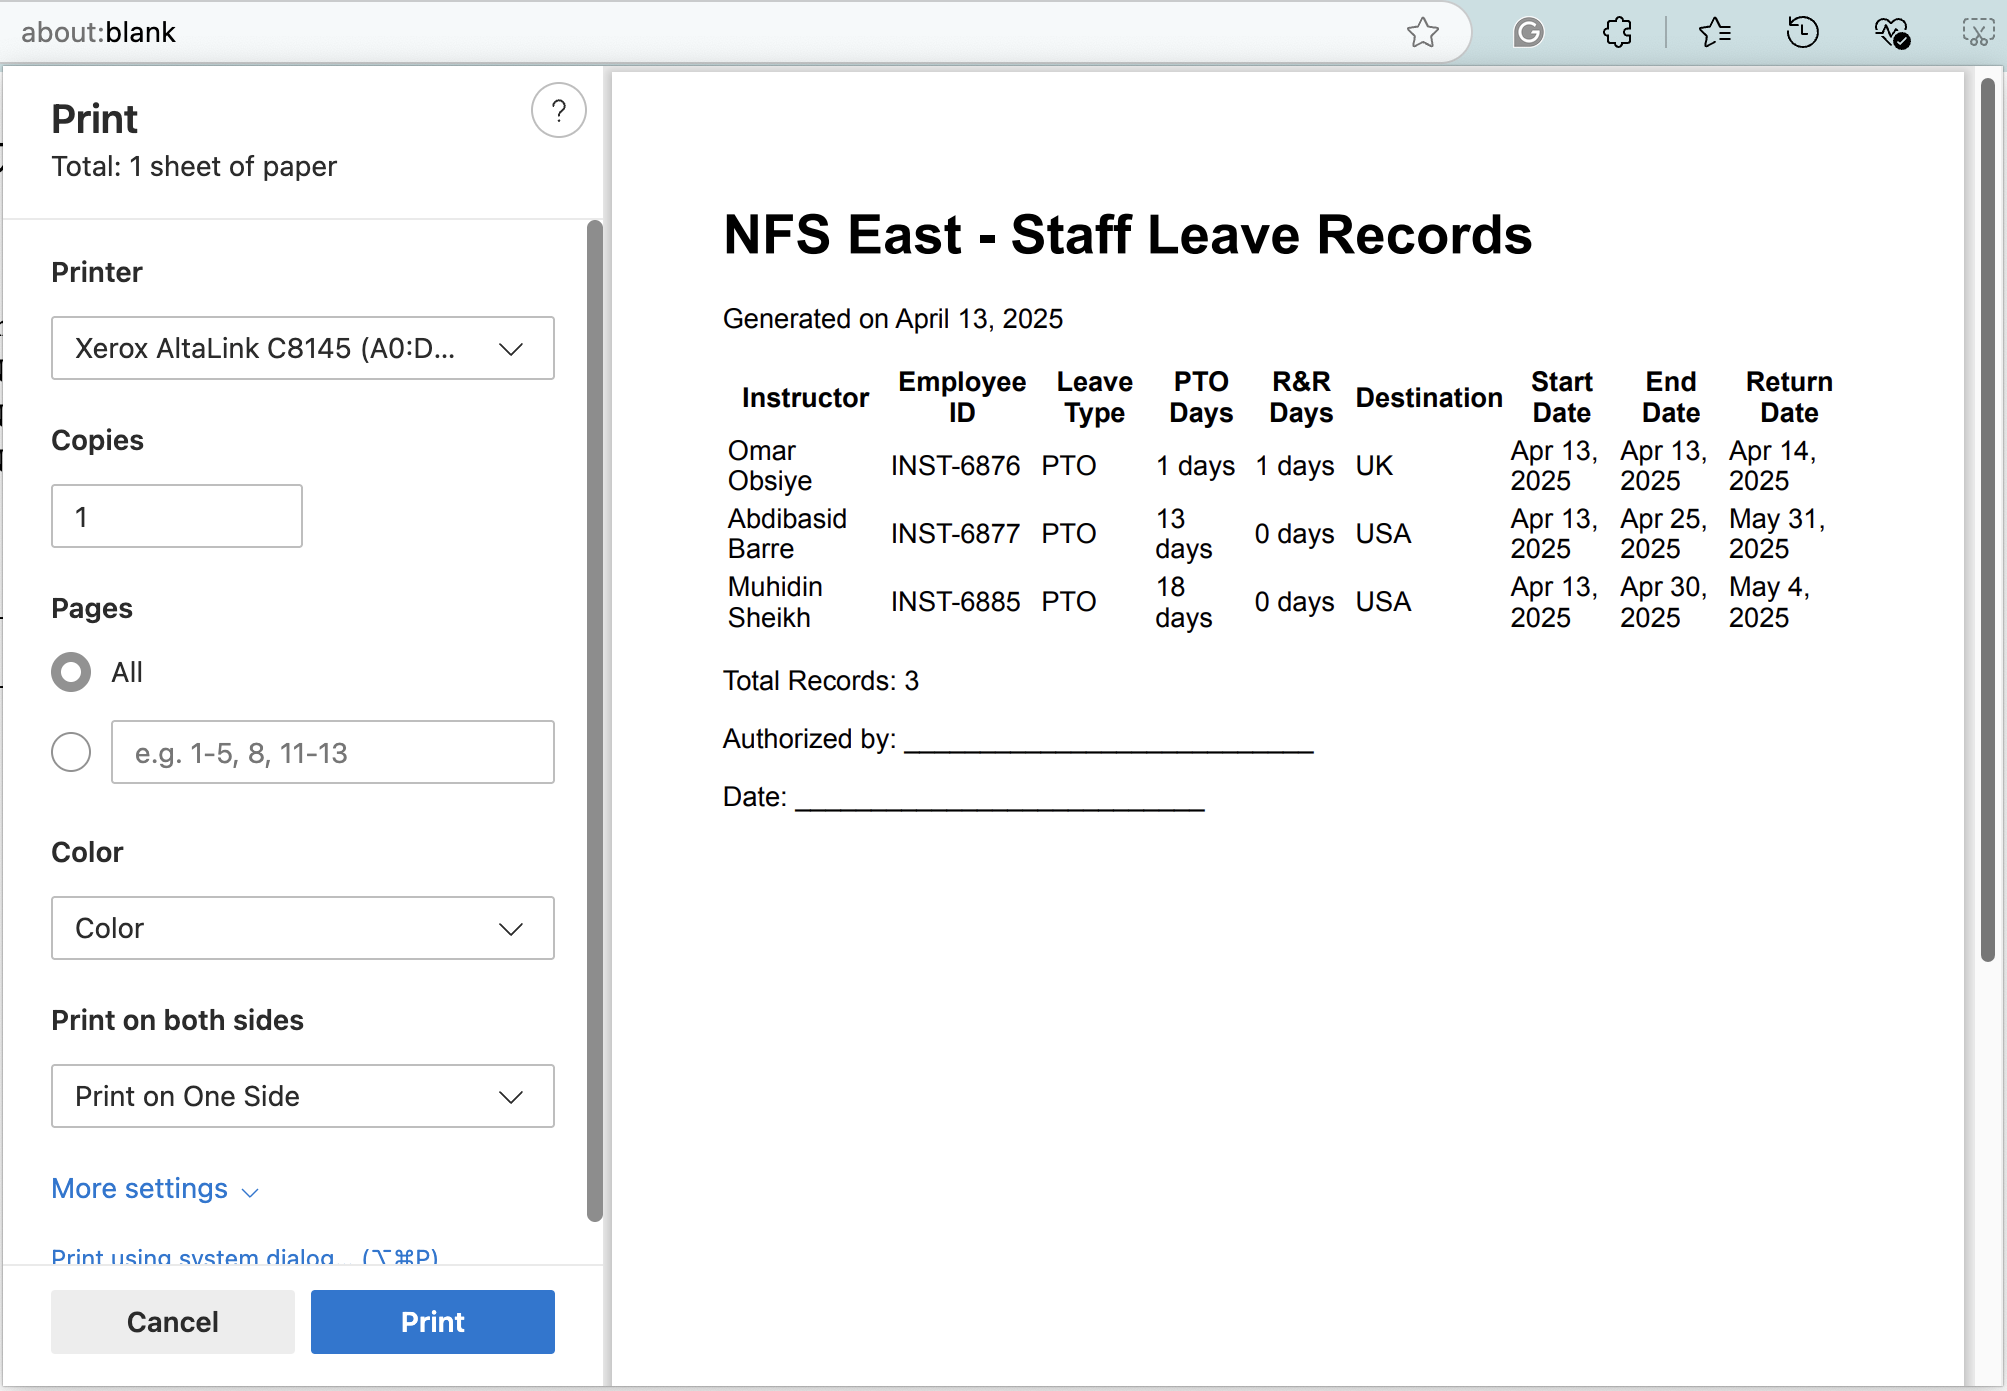 about:blank
Print
?
Total: 1 sheet of paper
Printer
Xerox AltaLink C8145 (A0:D...
Copies
1
Pages
All
e.g. 1-5, 8, 11-13
Color
Color
Print on both sides
Print on One Side
More settings
Print using system dialog... (⌥⌘P)
Cancel
Print
NFS East - Staff Leave Records
Generated on April 13, 2025
Instructor Employee ID Leave Type PTO Days R&R Days Destination Start Date End Date Return Date
Omar Obsiye INST-6876 PTO 1 days 1 days UK Apr 13, 2025 Apr 13, 2025 Apr 14, 2025
Abdibasid Barre INST-6877 PTO 13 days 0 days USA Apr 13, 2025 Apr 25, 2025 May 31, 2025
Muhidin Sheikh INST-6885 PTO 18 days 0 days USA Apr 13, 2025 Apr 30, 2025 May 4, 2025
Total Records: 3
Authorized by: ___________________________
Date: ___________________________